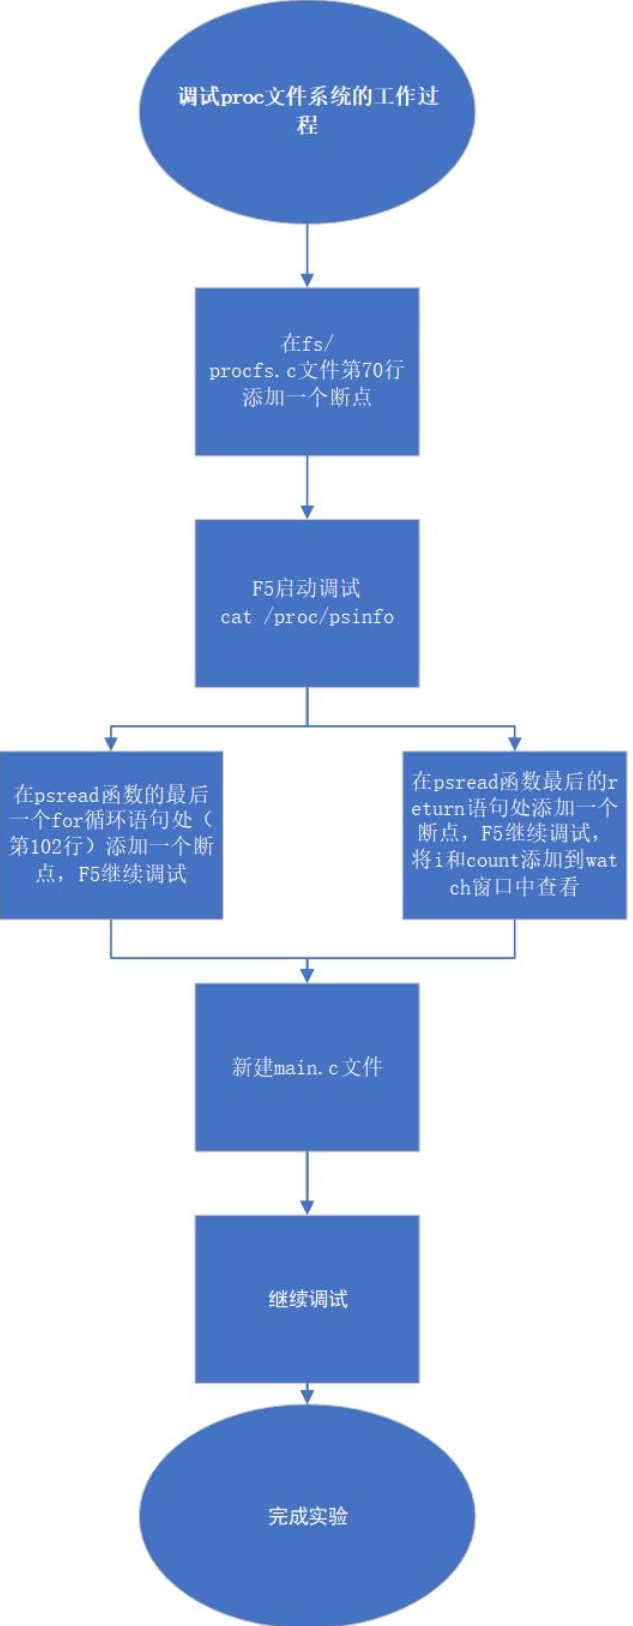 调试proc文件系统的工作过
程
在fs/
procfs.c文件第70行
添加一个断点
F5启动调试
cat /proc/psinfo
在psread函数的最后
一个for循环语句处（
第102行）添加一个断
点，F5继续调试
在psread函数最后的r
eturn语句处添加一个
断点，F5继续调试，
将i和count添加到wat
ch窗口中查看
新建main.c文件
继续调试
完成实验